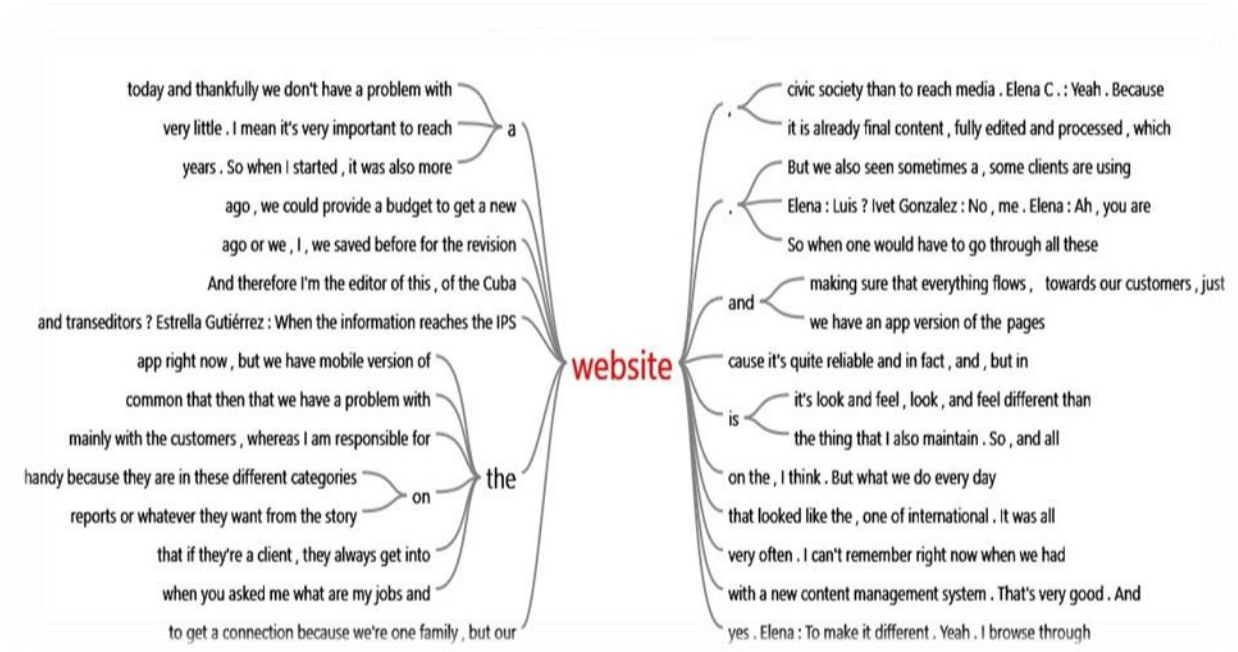 today and thankfully we don't have a problem with
very little . I mean it's very important to reach
years . So when I started , it was also more
a
ago , we could provide a budget to get a new
ago or we , I , we saved before for the revision
And therefore I'm the editor of this , of the Cuba
and transeditors ? Estrella Gutiérrez : When the information reaches the IPS
app right now , but we have mobile version of
common that then that we have a problem with
mainly with the customers , whereas I am responsible for
handy because they are in these different categories
reports or whatever they want from the story
on
that if they're a client , they always get into
when you asked me what are my jobs and
the
to get a connection because we're one family , but our
website
,
civic society than to reach media . Elena C . : Yeah . Because
it is already final content , fully edited and processed , which
.
But we also seen sometimes a , some clients are using
Elena : Luis ? Ivet Gonzalez : No , me . Elena : Ah , you are
So when one would have to go through all these
and
making sure that everything flows , towards our customers , just
we have an app version of the pages
cause it's quite reliable and in fact , and , but in
is
it's look and feel , look , and feel different than
the thing that I also maintain . So , and all
on the , I think . But what we do every day
that looked like the , one of international . It was all
very often . I can't remember right now when we had
with a new content management system . That's very good . And
yes . Elena : To make it different . Yeah . I browse through